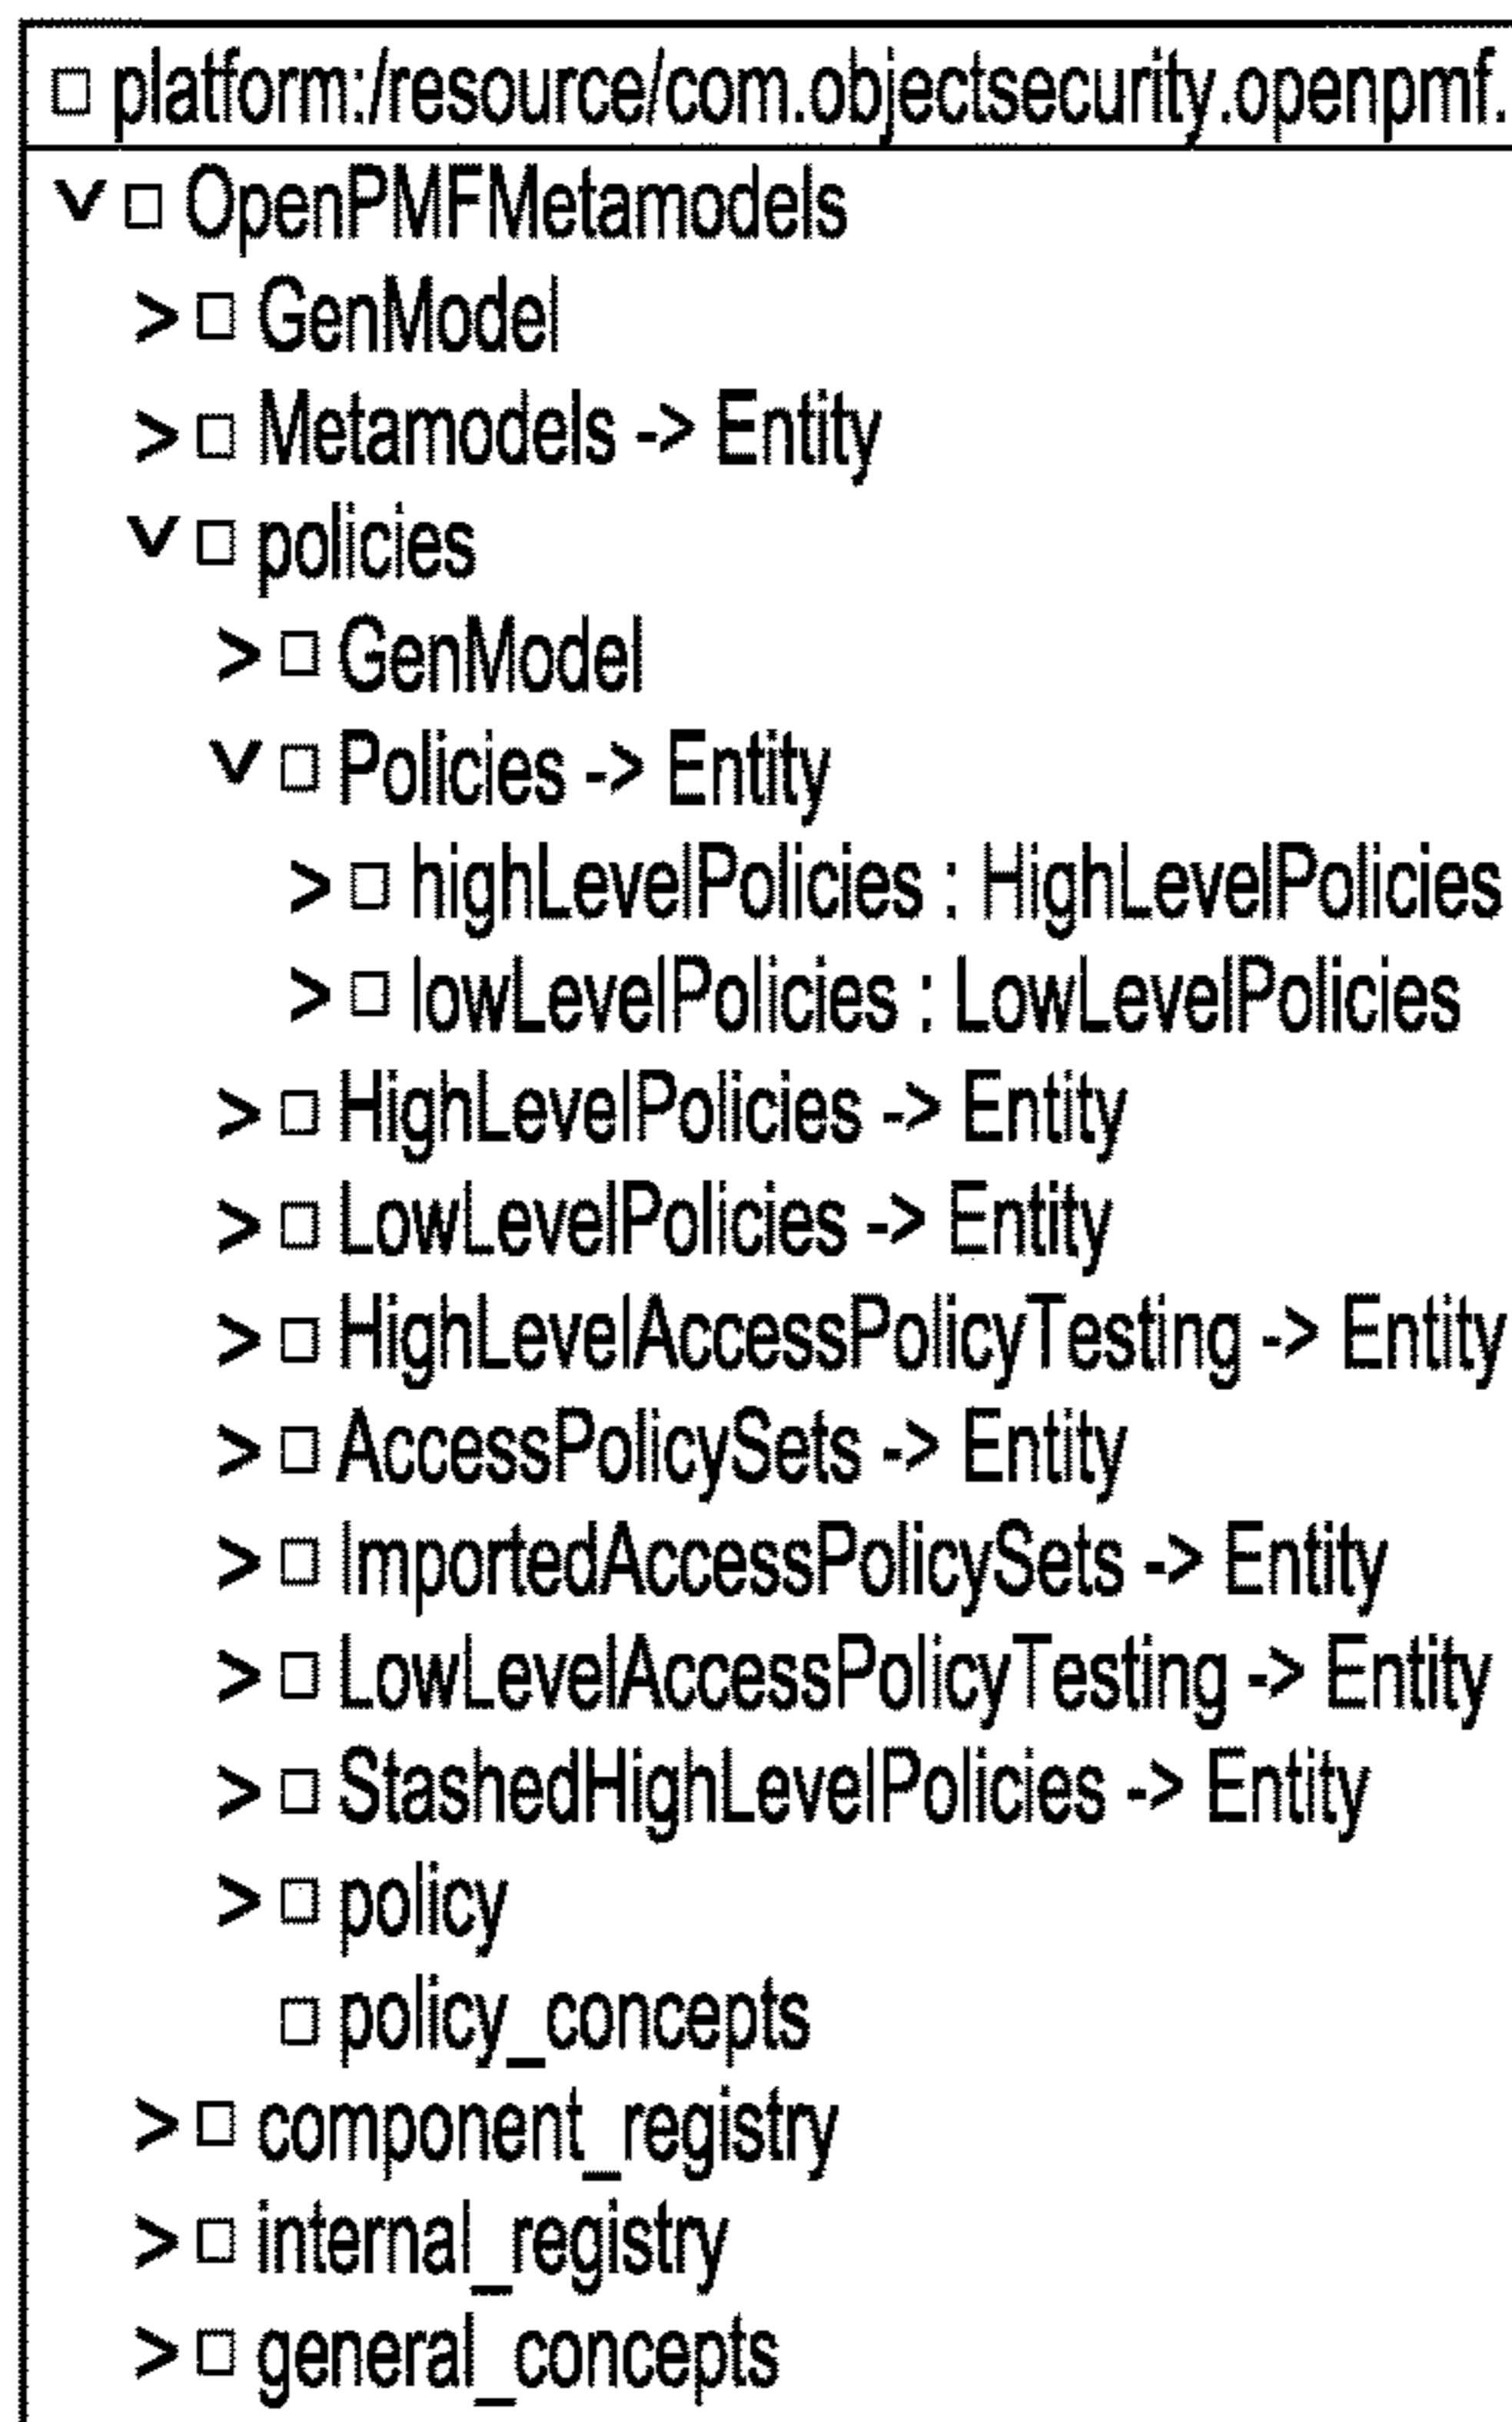 platform:/resource/com.objectsecurity.openpmf.
OpenPMFMetamodels
> GenModel
> Metamodels -> Entity
policies
> GenModel
Policies -> Entity
> highLevelPolicies : HighLevelPolicies
> lowLevelPolicies : LowLevelPolicies
> HighLevelPolicies -> Entity
> LowLevelPolicies -> Entity
> HighLevelAccessPolicyTesting -> Entity
> AccessPolicySets -> Entity
> ImportedAccessPolicySets -> Entity
> LowLevelAccessPolicyTesting -> Entity
> StashedHighLevelPolicies -> Entity
> policy
policy_concepts
> component_registry
> internal_registry
> general_concepts